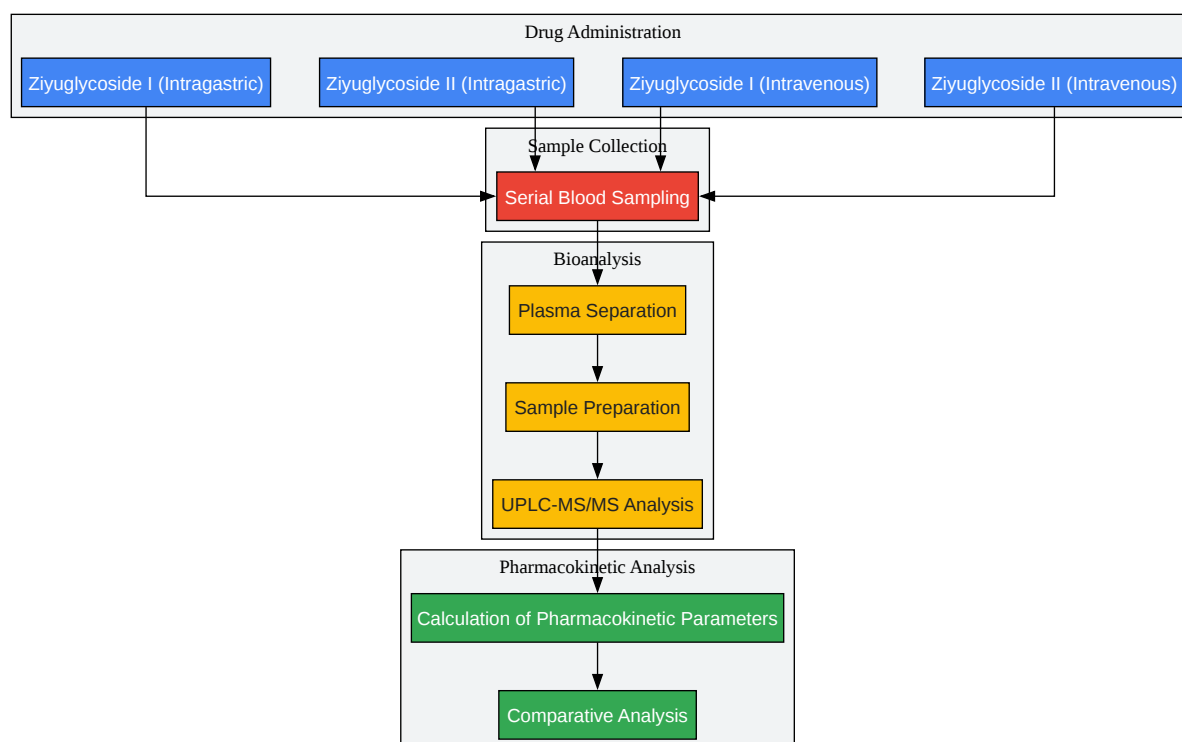 Drug Administration
Ziyuglycoside I (Intragastric)
Ziyuglycoside II (Intragastric)
Ziyuglycoside I (Intravenous)
Ziyuglycoside II (Intravenous)
Sample Collection
Serial Blood Sampling
Bioanalysis
Plasma Separation
Sample Preparation
UPLC-MS/MS Analysis
Pharmacokinetic Analysis
Calculation of Pharmacokinetic Parameters
Comparative Analysis